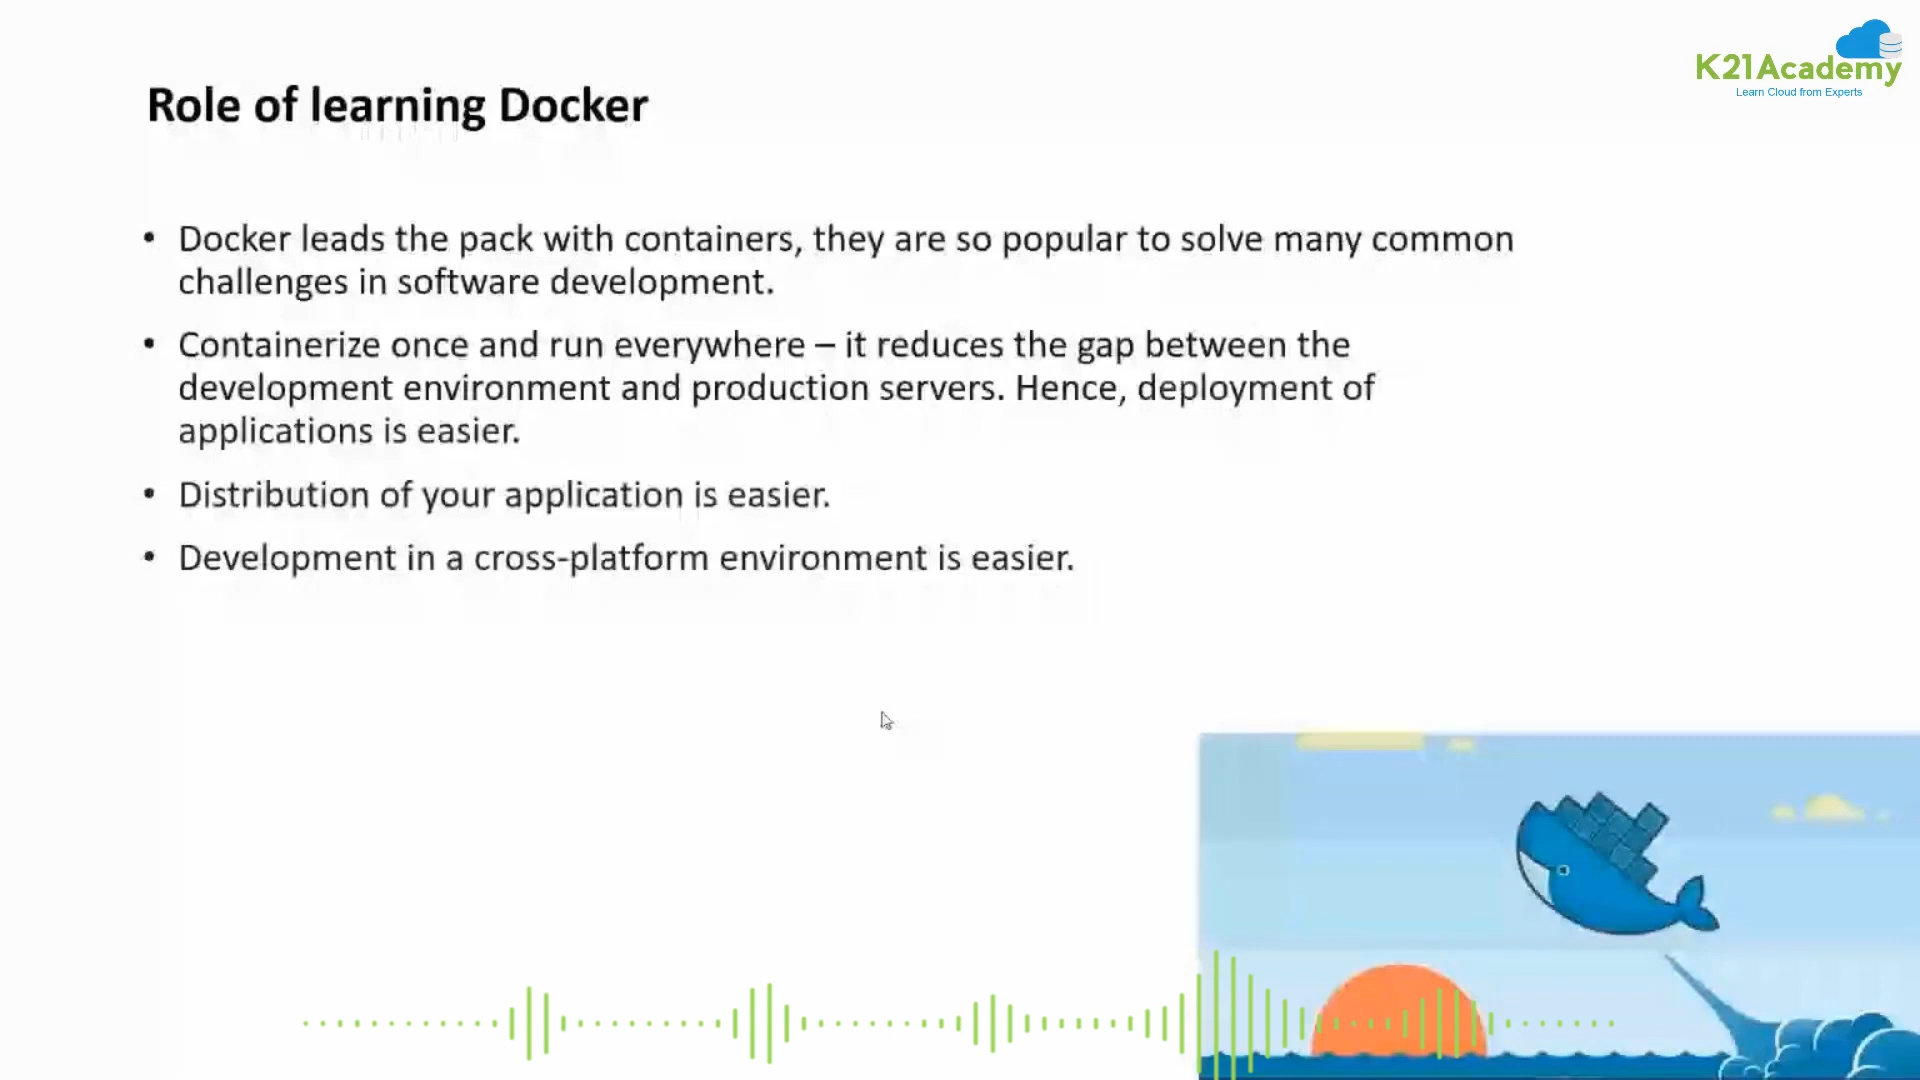 K21Academy
Learn Cloud from Experts
Role of learning Docker
• Docker leads the pack with containers, they are so popular to solve many common
challenges in software development.
• Containerize once and run everywhere – it reduces the gap between the
development environment and production servers. Hence, deployment of
applications is easier.
• Distribution of your application is easier.
• Development in a cross-platform environment is easier.